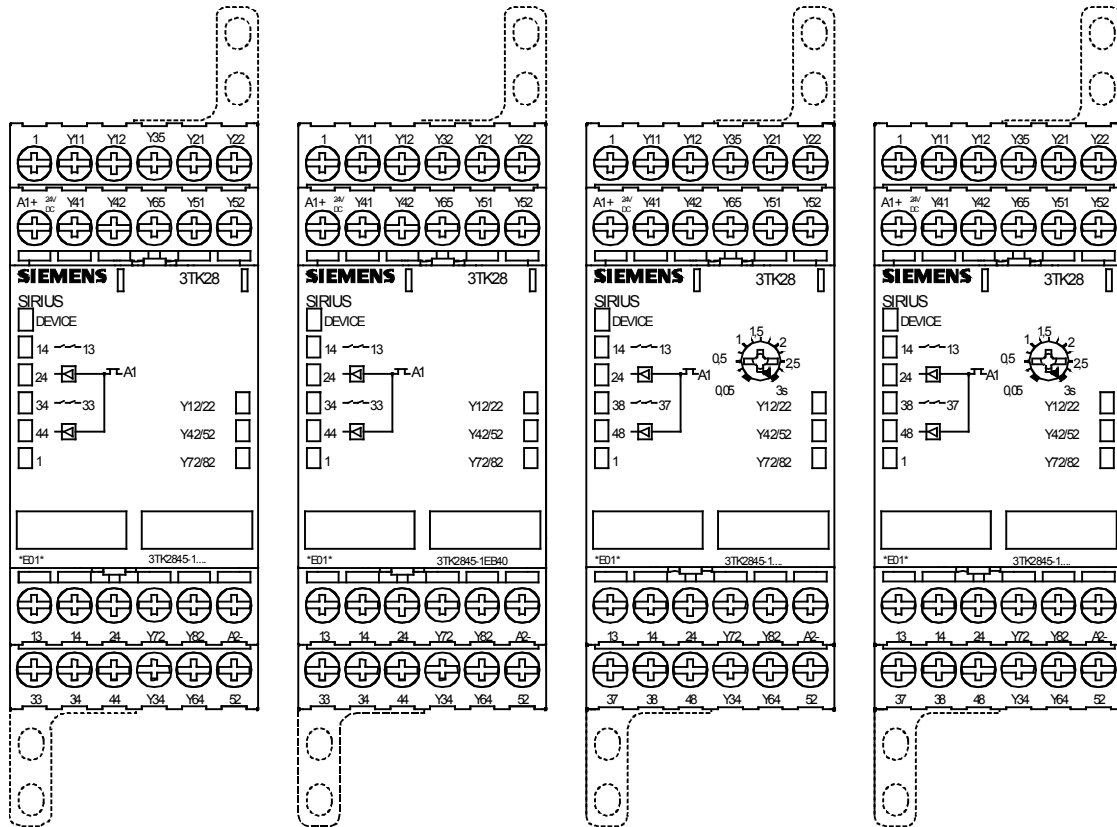 1 Y11 Y12 Y35 Y21 Y22
A1+ 24V DC Y41 Y42 Y65 Y51 Y52
SIEMENS 3TK28
SIRIUS
DEVICE
14 13
24 A1
34 33
Y12/22
44 Y42/52
1 Y72/82
*E01* 3TK2845-1....
13 14 24 Y72 Y82 A2-
33 34 44 Y34 Y64 52
1 Y11 Y12 Y32 Y21 Y22
A1+ 24V DC Y41 Y42 Y65 Y51 Y52
SIEMENS 3TK28
SIRIUS
DEVICE
14 13
24 A1
34 33
Y12/22
44 Y42/52
1 Y72/82
*E01* 3TK2845-1EB40
13 14 24 Y72 Y82 A2-
33 34 44 Y34 Y64 52
1 Y11 Y12 Y35 Y21 Y22
A1+ 24V DC Y41 Y42 Y65 Y51 Y52
SIEMENS 3TK28
SIRIUS
DEVICE
1,5
1 2
14 13
0,5 2,5
24 A1
0,05 3s
38 37
Y12/22
48 Y42/52
1 Y72/82
*E01* 3TK2845-1....
13 14 24 Y72 Y82 A2-
37 38 48 Y34 Y64 52
1 Y11 Y12 Y35 Y21 Y22
A1+ 24V DC Y41 Y42 Y65 Y51 Y52
SIEMENS 3TK28
SIRIUS
DEVICE
1,5
1 2
14 13
0,5 2,5
24 A1
0,05 3s
38 37
Y12/22
48 Y42/52
1 Y72/82
*E01* 3TK2845-1....
13 14 24 Y72 Y82 A2-
37 38 48 Y34 Y64 52